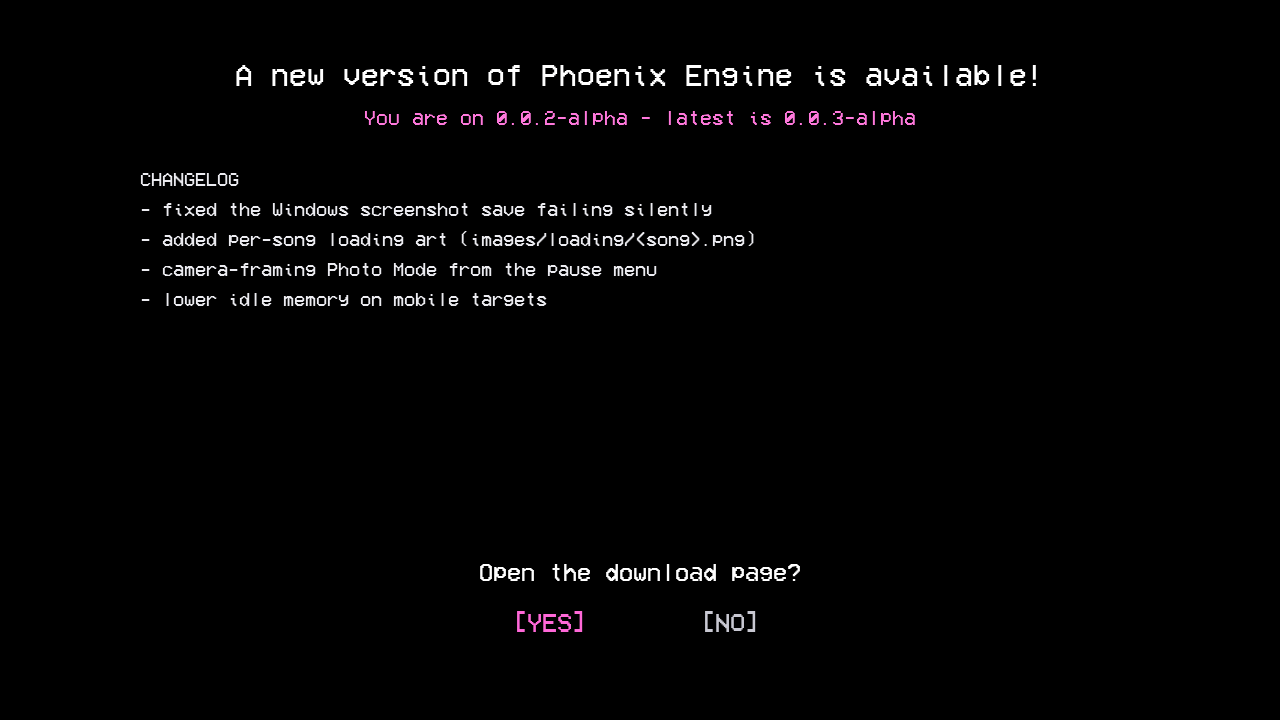 A new version of Phoenix Engine is available!
You are on 0.0.2-alpha - latest is 0.0.3-alpha
CHANGELOG
- fixed the Windows screenshot save failing silently
- added per-song loading art (images/loading/<song>.png)
- camera-framing Photo Mode from the pause menu
- lower idle memory on mobile targets
Open the download page?
[YES] [NO]